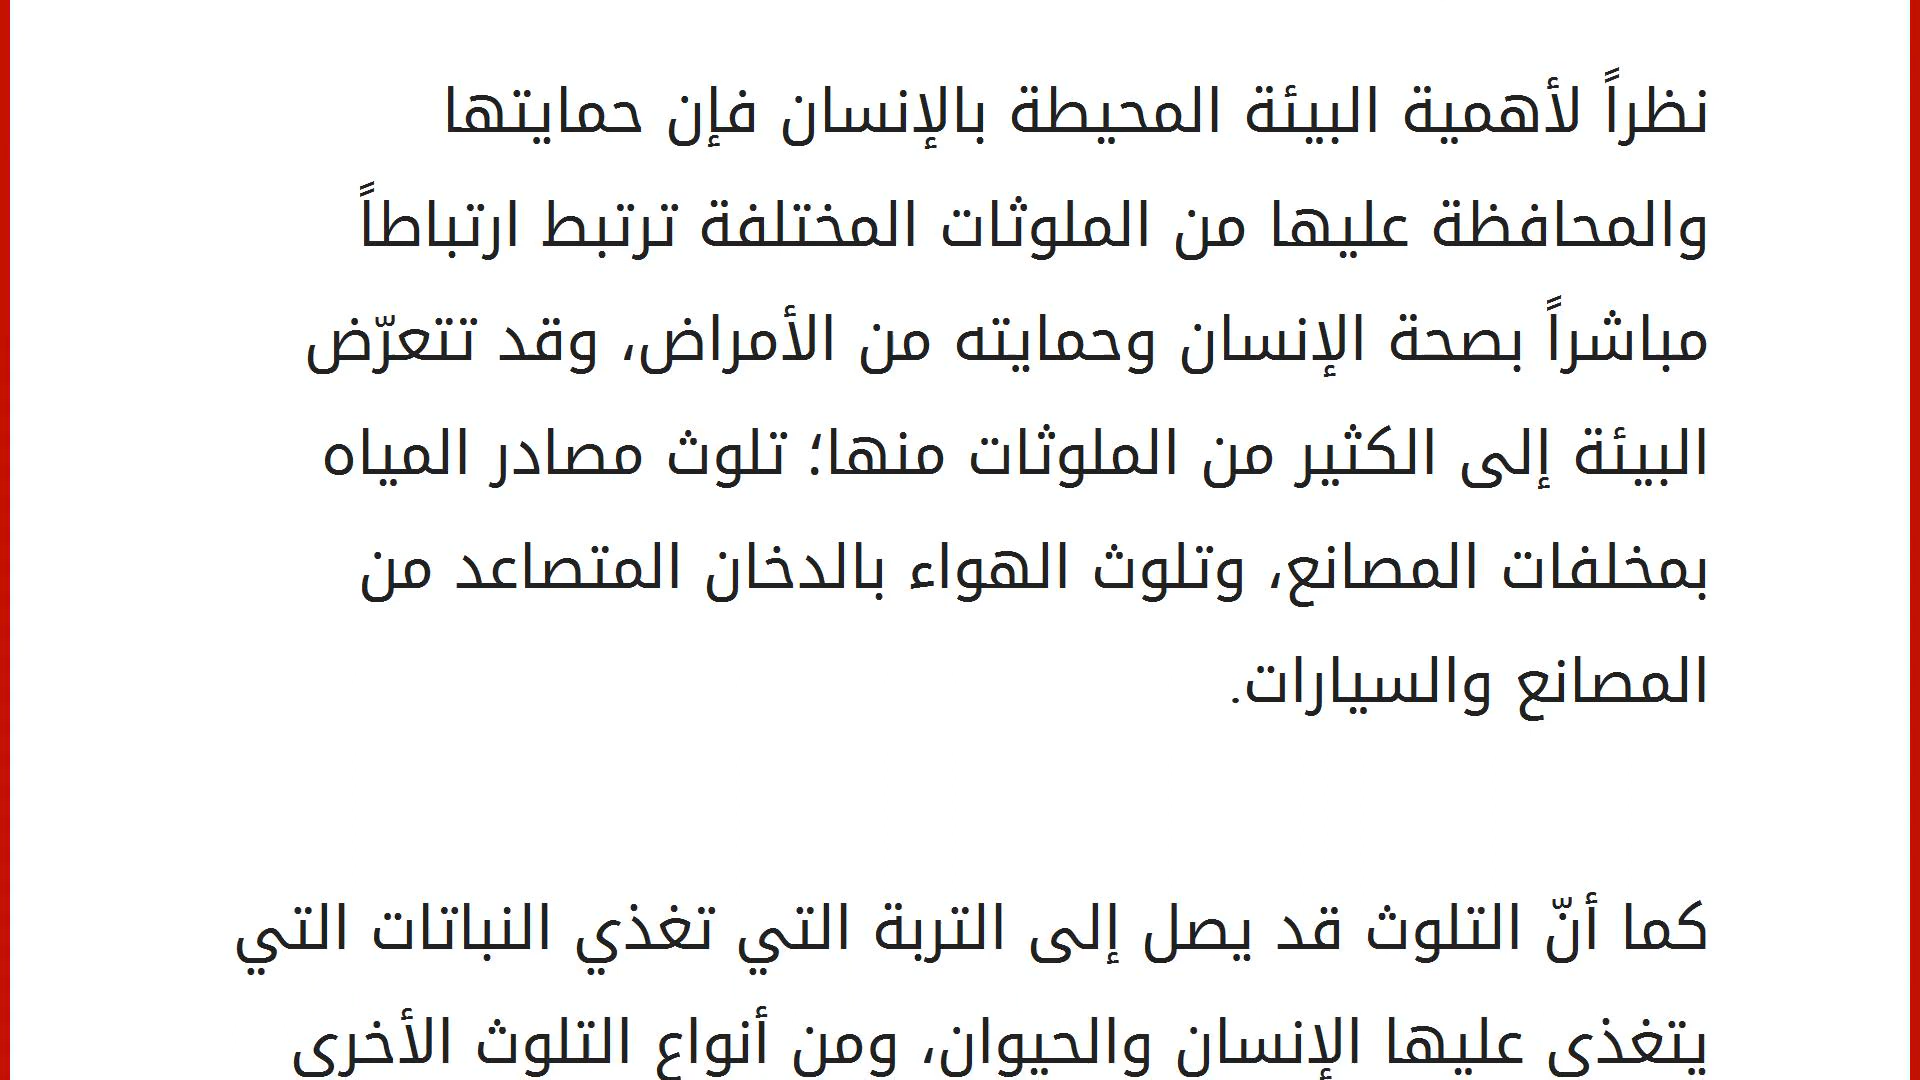 نظراً لأهمية البيئة المحيطة بالإنسان فإن حمايتها
والمحافظة عليها من الملوثات المختلفة ترتبط ارتباطاً
مباشراً بصحة الإنسان وحمايته من الأمراض، وقد تتعرّض
البيئة إلى الكثير من الملوثات منها؛ تلوث مصادر المياه
بمخلفات المصانع، وتلوث الهواء بالدخان المتصاعد من
المصانع والسيارات.
كما أنّ التلوث قد يصل إلى التربة التي تغذي النباتات التي
يتغذى عليها الإنسان والحيوان، ومن أنواع التلوث الأخرى